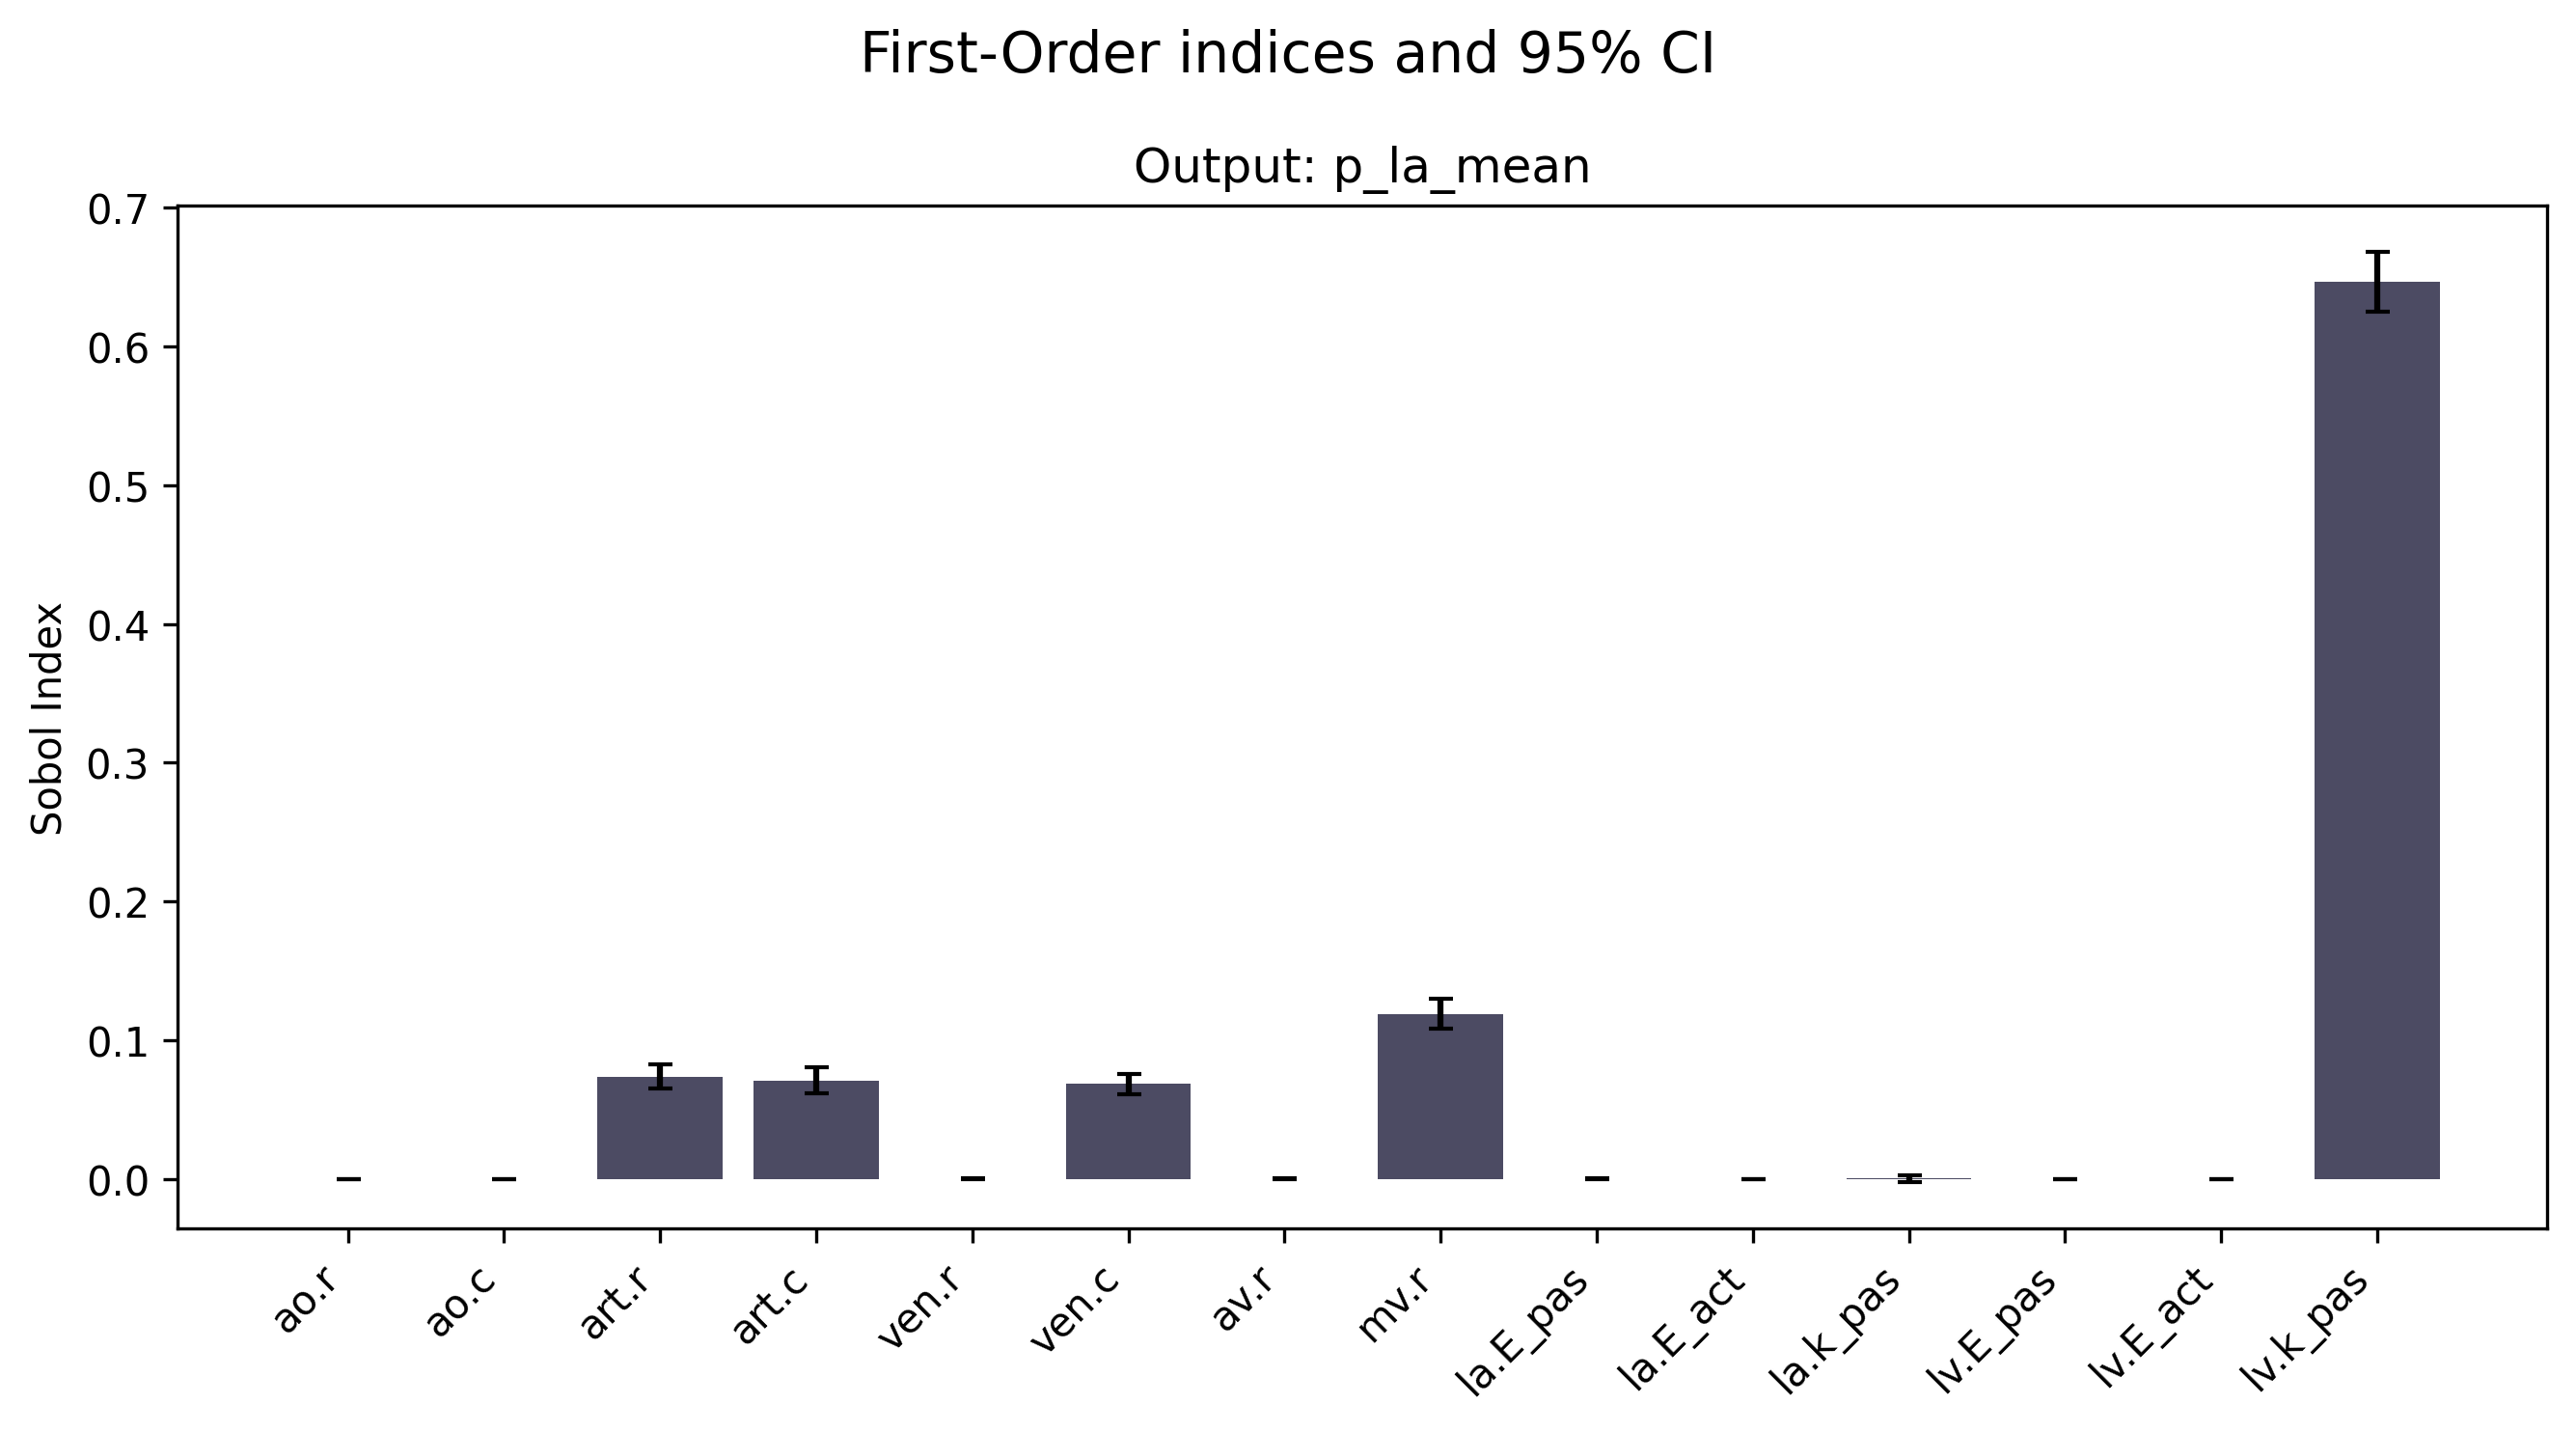 First-Order indices and 95% CI
Output: p_la_mean
Sobol Index
0.7
0.6
0.5
0.4
0.3
0.2
0.1
0.0
ao.r
ao.c
art.r
art.c
ven.r
ven.c
av.r
mv.r
la.E_pas
la.E_act
la.k_pas
lv.E_pas
lv.E_act
lv.k_pas